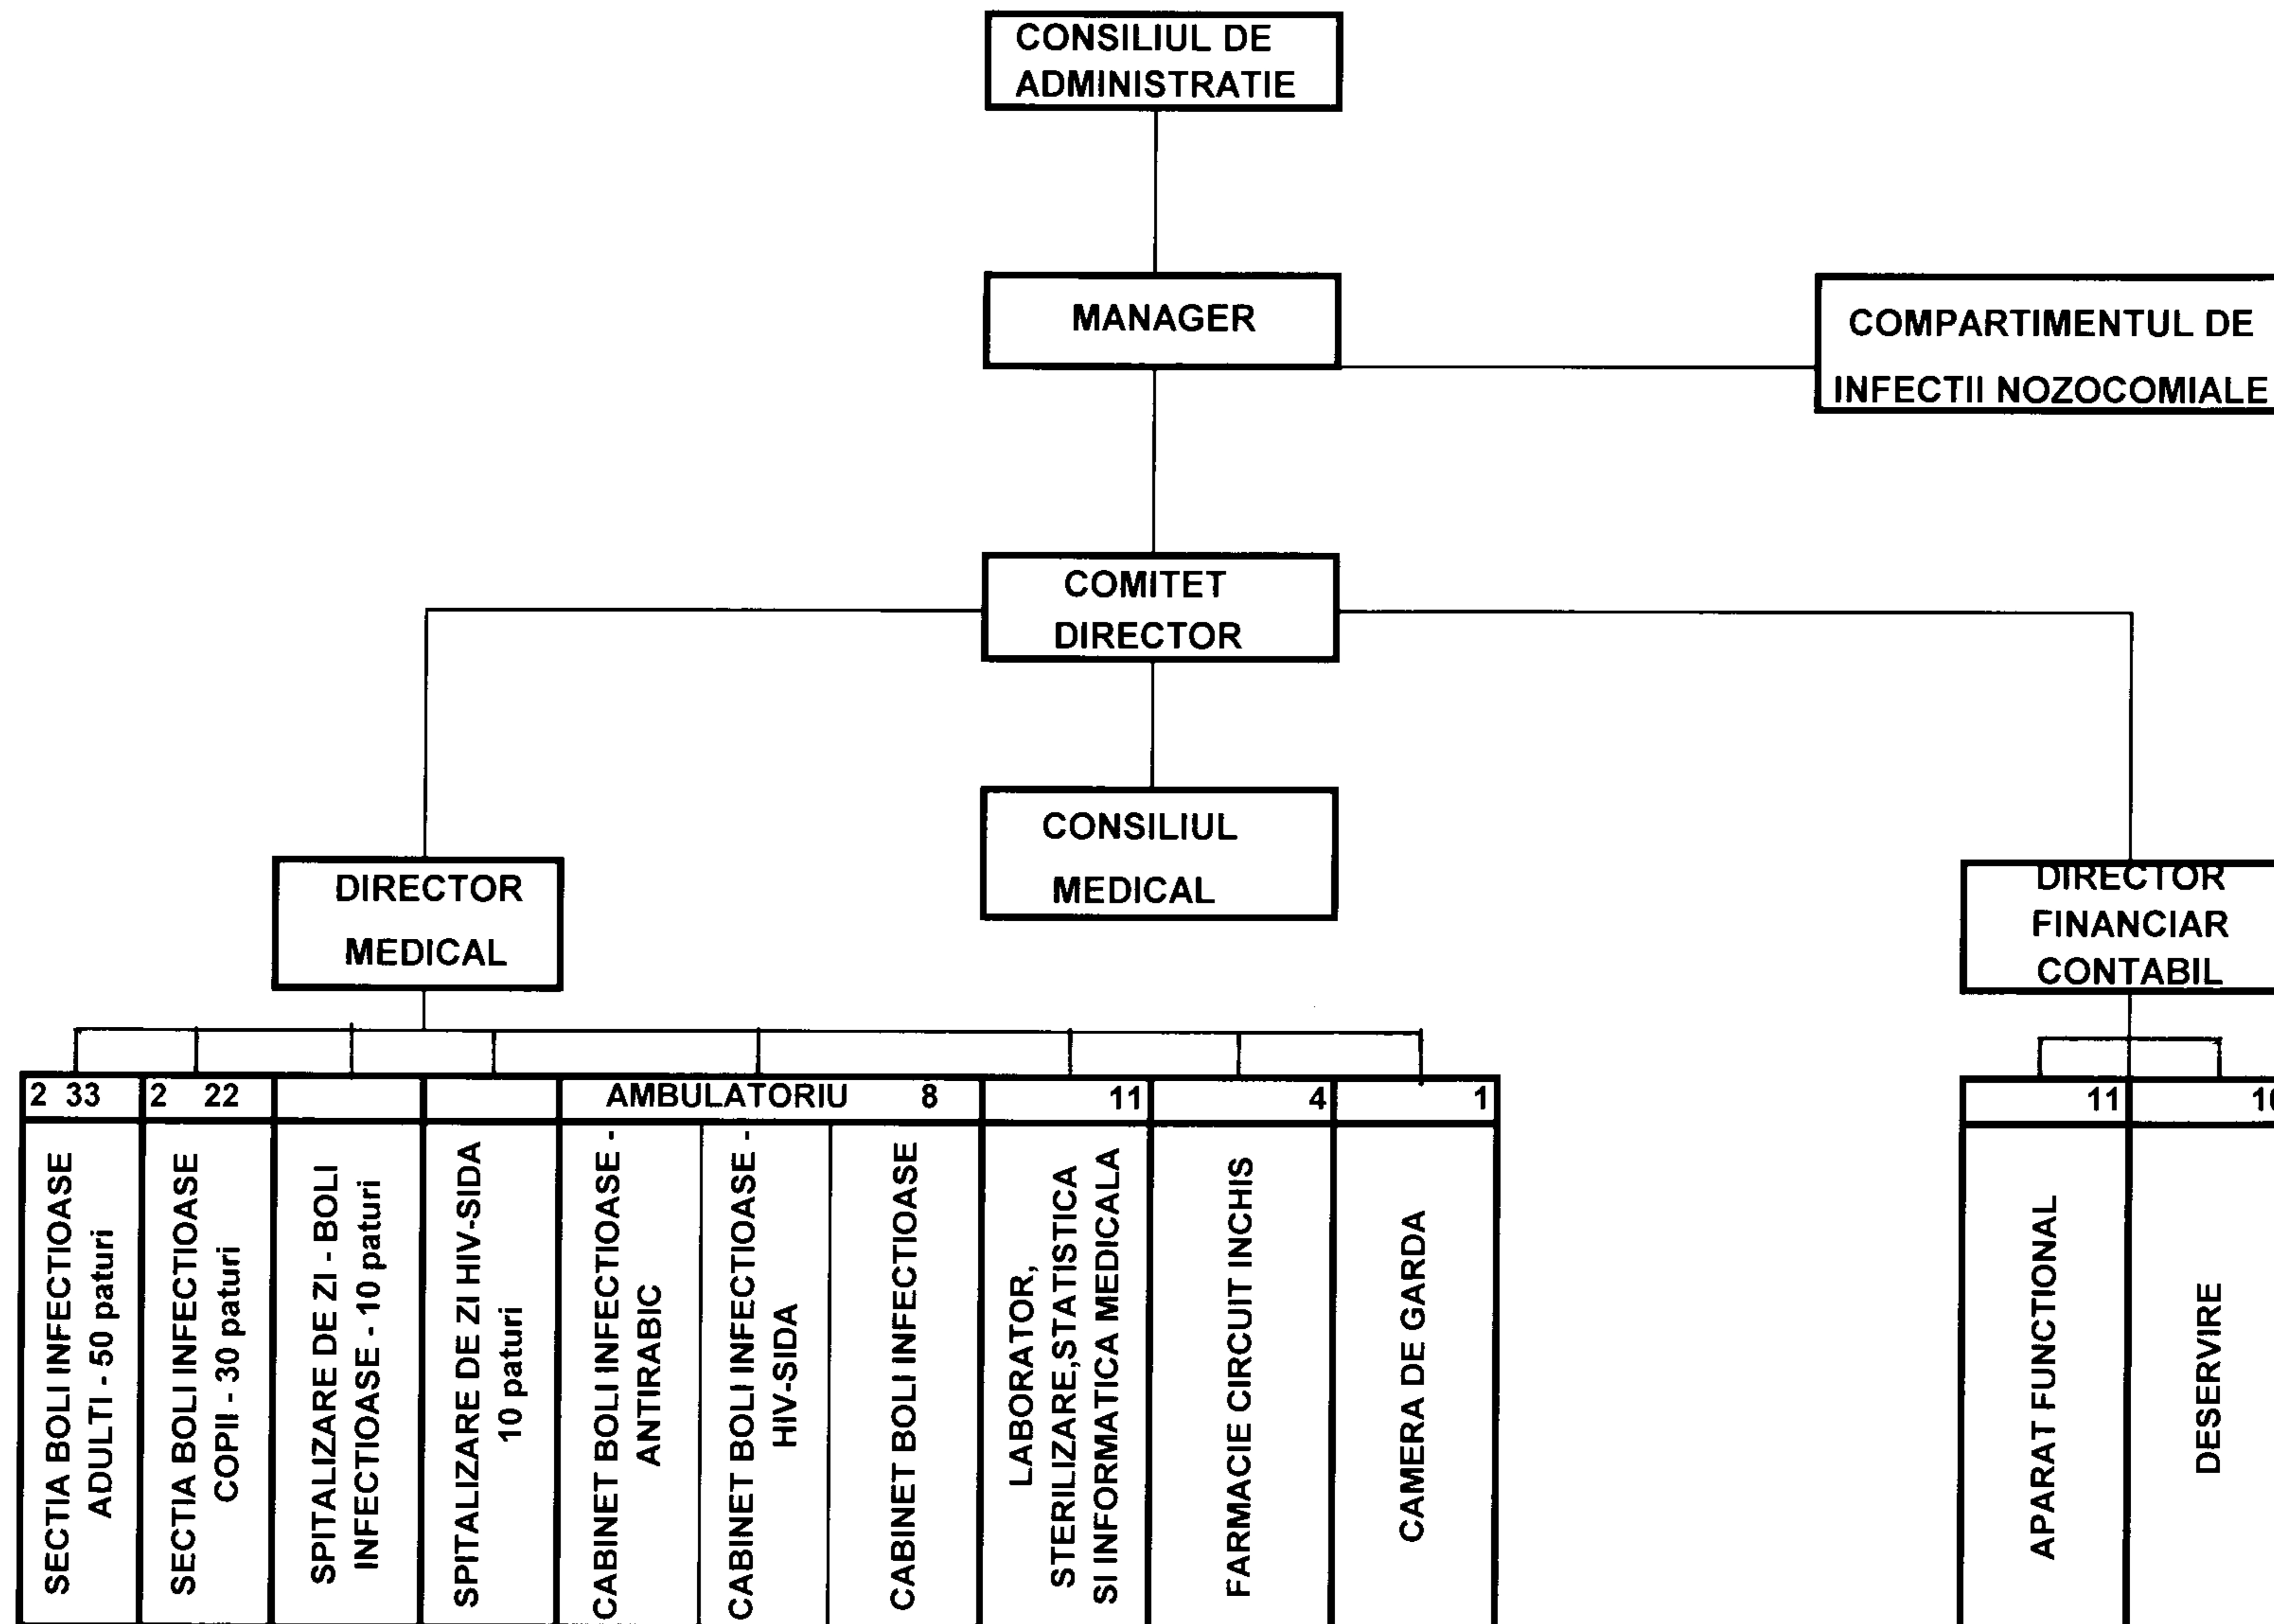 CONSILIUL DE
ADMINISTRATIE
MANAGER
COMPARTIMENTUL DE
INFECTII NOZOCOMIALE
COMITET
DIRECTOR
CONSILIUL
MEDICAL
DIRECTOR
MEDICAL
DIRECTOR
FINANCIAR
CONTABIL
2 33
2 22
AMBULATORIU 8
11
4
1
11
SECTIA BOLI INFECTIOASE
ADULTI - 50 paturi
SECTIA BOLI INFECTIOASE
COPII - 30 paturi
SPITALIZARE DE ZI - BOLI
INFECTIOASE - 10 paturi
SPITALIZARE DE ZI HIV-SIDA
10 paturi
CABINET BOLI INFECTIOASE -
ANTIRABIC
CABINET BOLI INFECTIOASE -
HIV-SIDA
CABINET BOLI INFECTIOASE
LABORATOR,
STERILIZARE,STATISTICA
SI INFORMATICA MEDICALA
FARMACIE CIRCUIT INCHIS
CAMERA DE GARDA
APARAT FUNCTIONAL
DESERVIRE